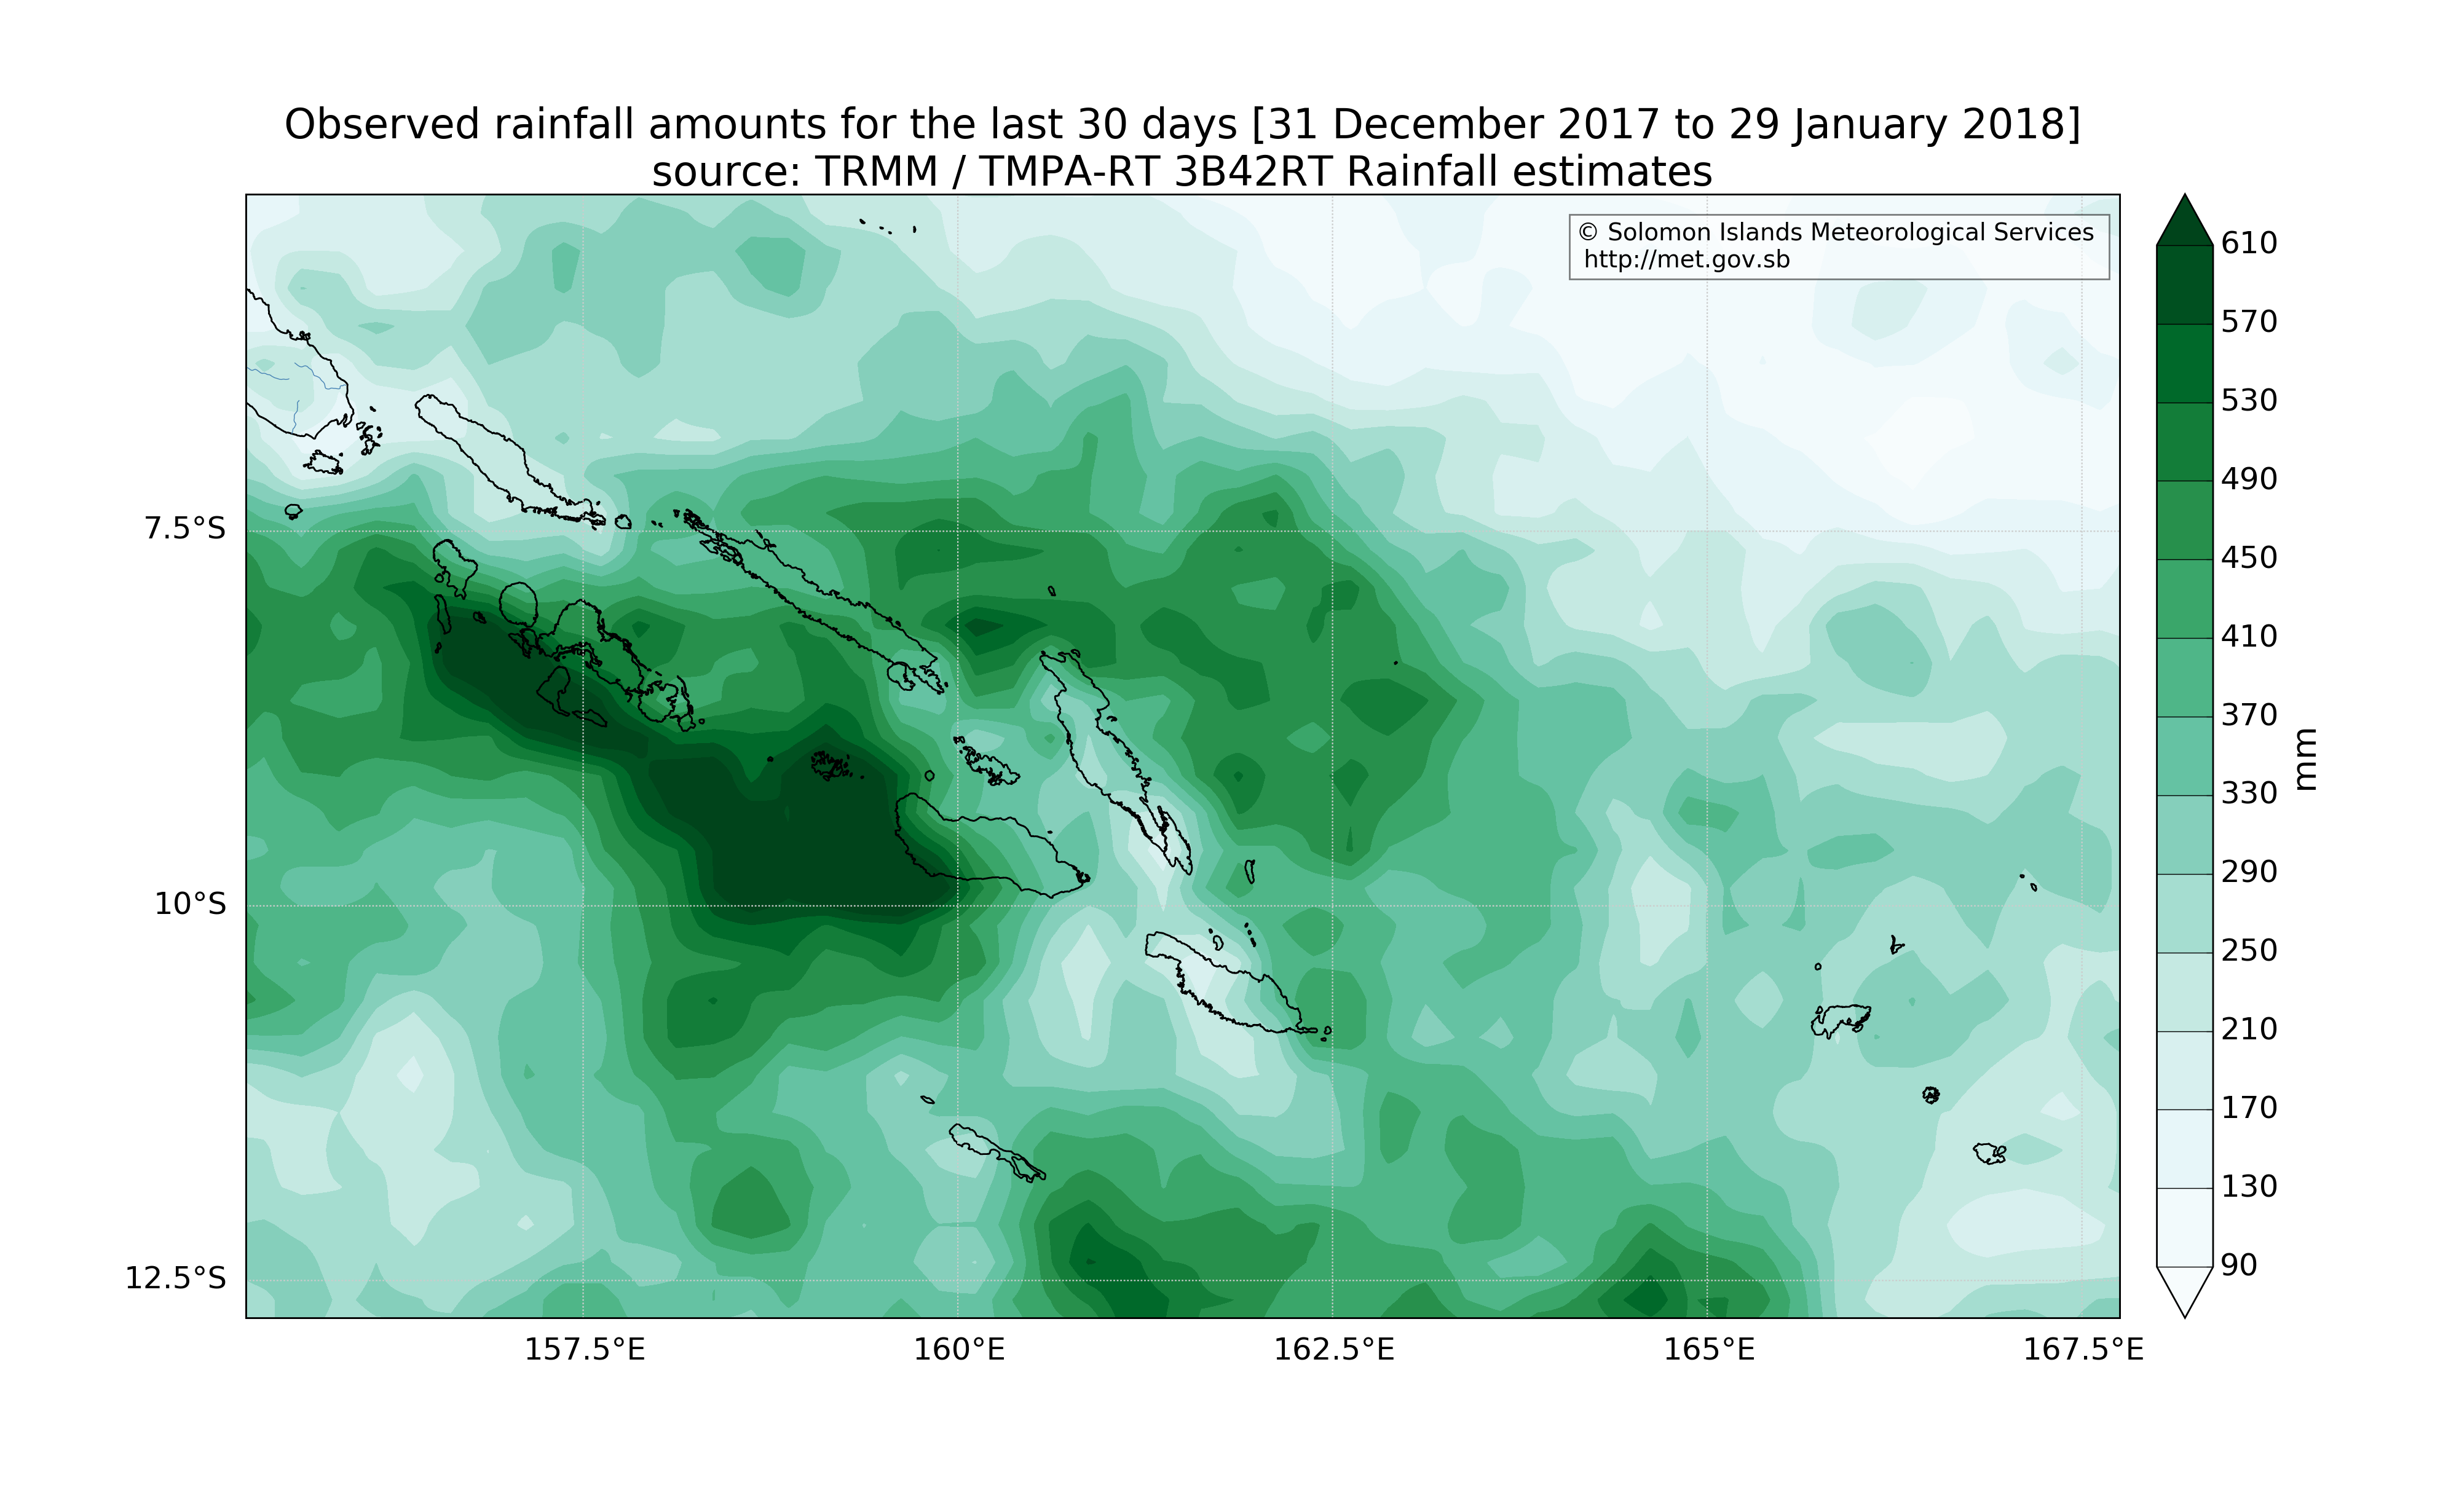 Observed rainfall amounts for the last 30 days [31 December 2017 to 29 January 2018]
source: TRMM / TMPA-RT 3B42RT Rainfall estimates
© Solomon Islands Meteorological Services
http://met.gov.sb
7.5°S
10°S
12.5°S
157.5°E
160°E
162.5°E
165°E
167.5°E
610
570
530
490
450
410
370
330
290
250
210
170
130
90
mm